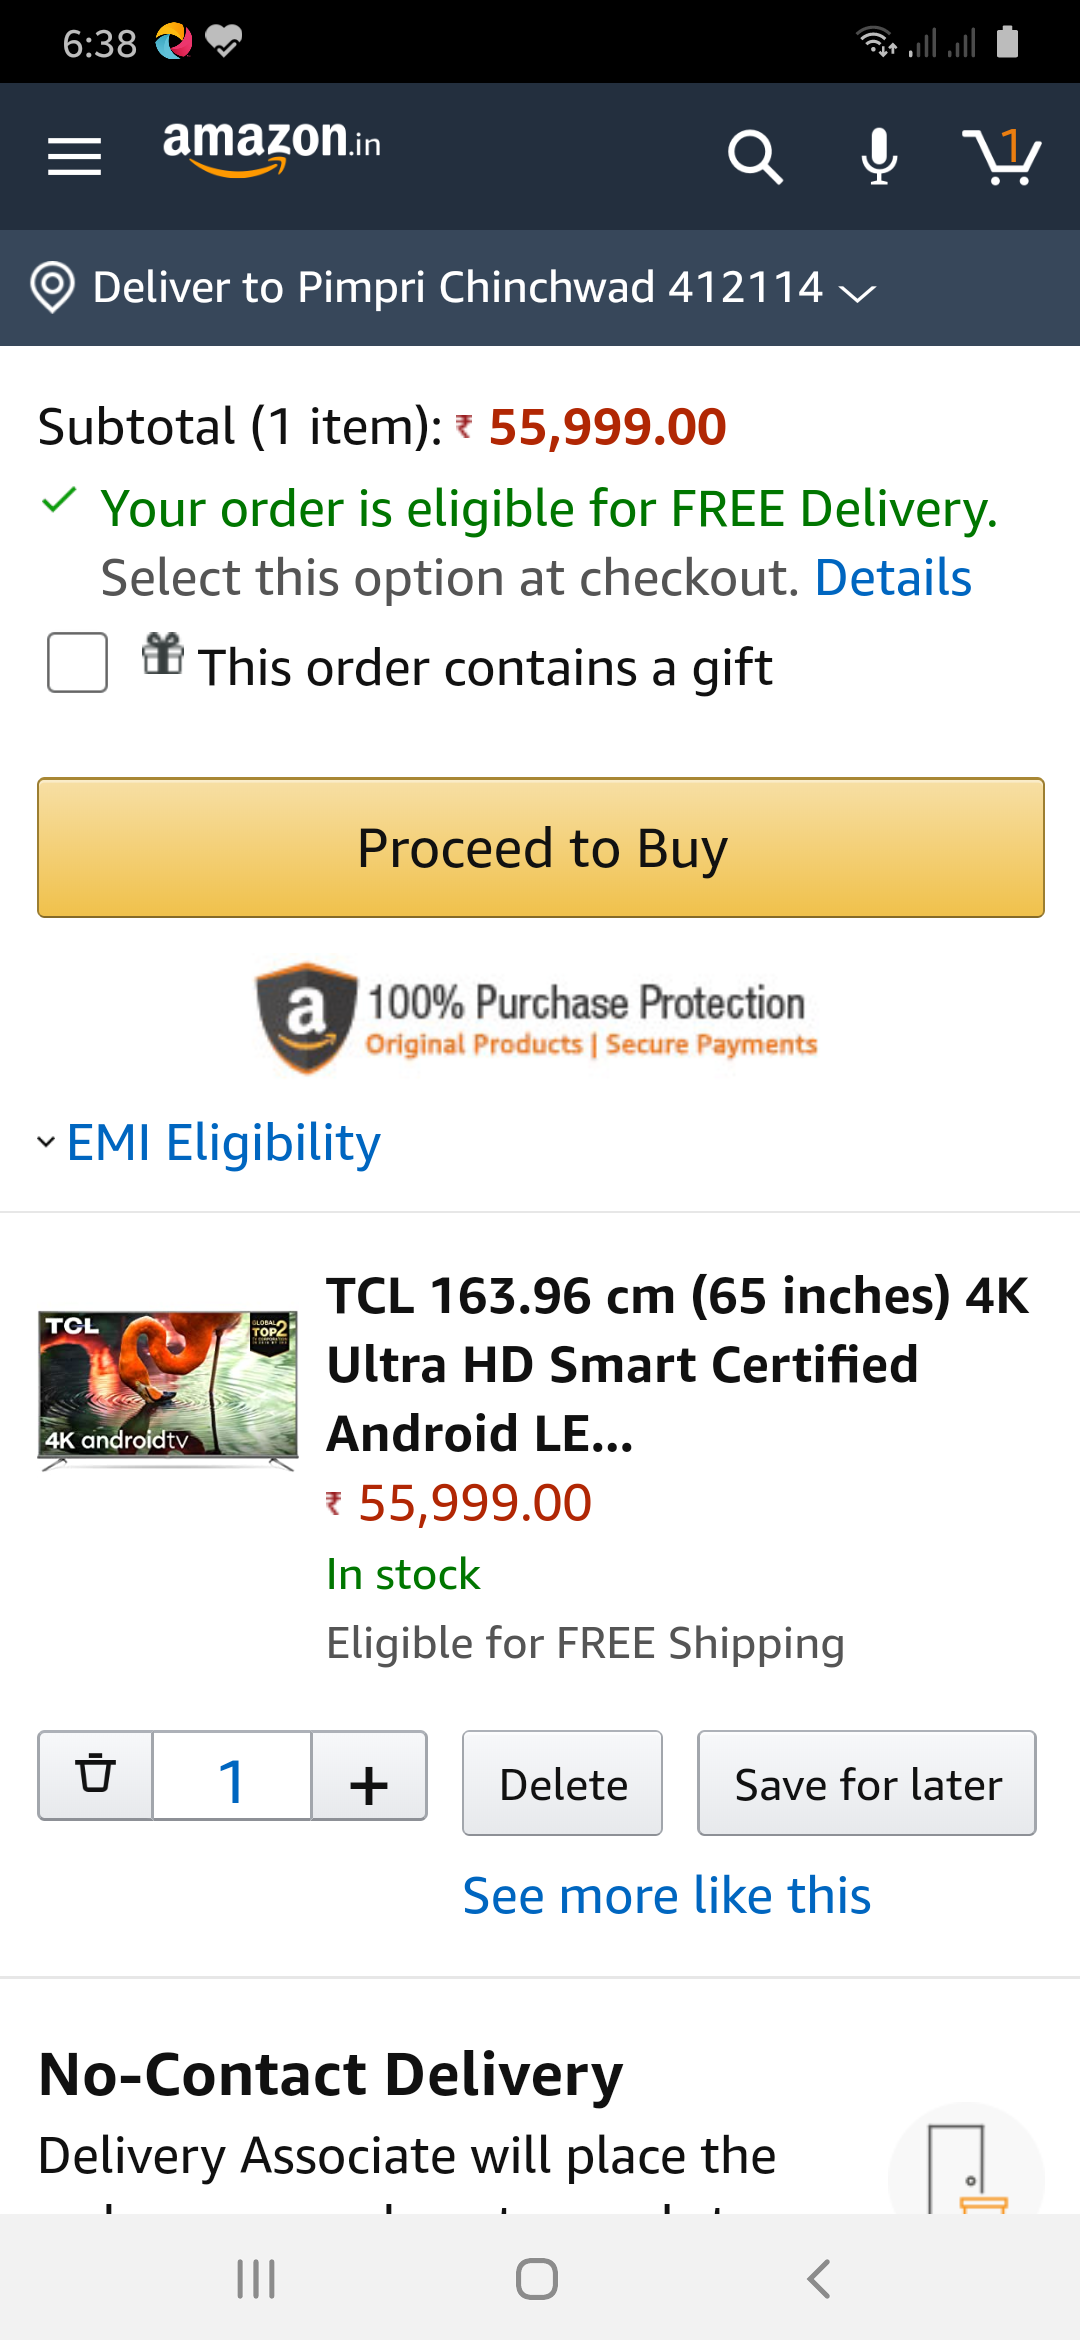 6:38
amazon.in
1
Deliver to Pimpri Chinchwad 412114
Subtotal (1 item): ₹ 55,999.00
Your order is eligible for FREE Delivery.
Select this option at checkout. Details
This order contains a gift
Proceed to Buy
a
100% Purchase Protection
Original Products | Secure Payments
EMI Eligibility
TCL
GLOBAL
TOP2
4K androidtv
TCL 163.96 cm (65 inches) 4K
Ultra HD Smart Certified
Android LE...
₹ 55,999.00
In stock
Eligible for FREE Shipping
1 +
Delete
Save for later
See more like this
No-Contact Delivery
Delivery Associate will place the